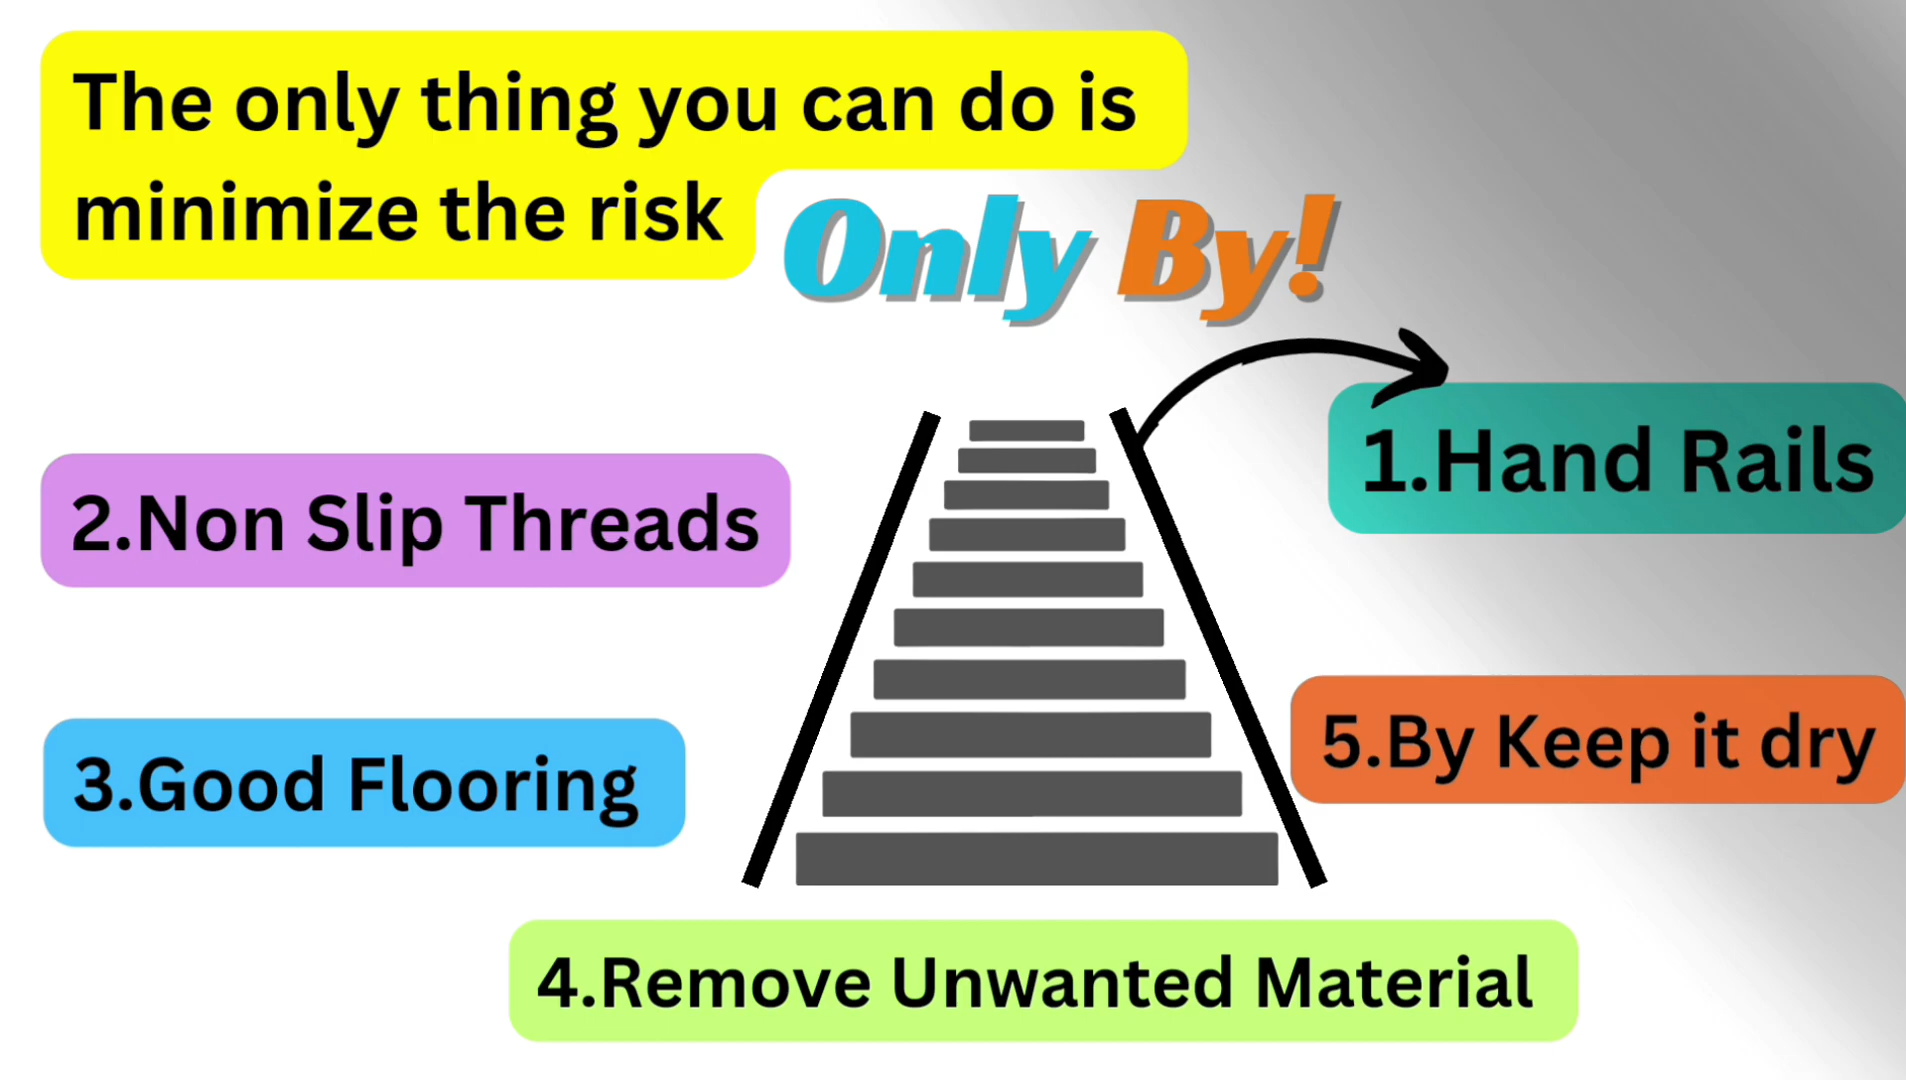 The only thing you can do is
minimize the risk
Only By!
1.Hand Rails
2.Non Slip Threads
3.Good Flooring
5.By Keep it dry
4.Remove Unwanted Material